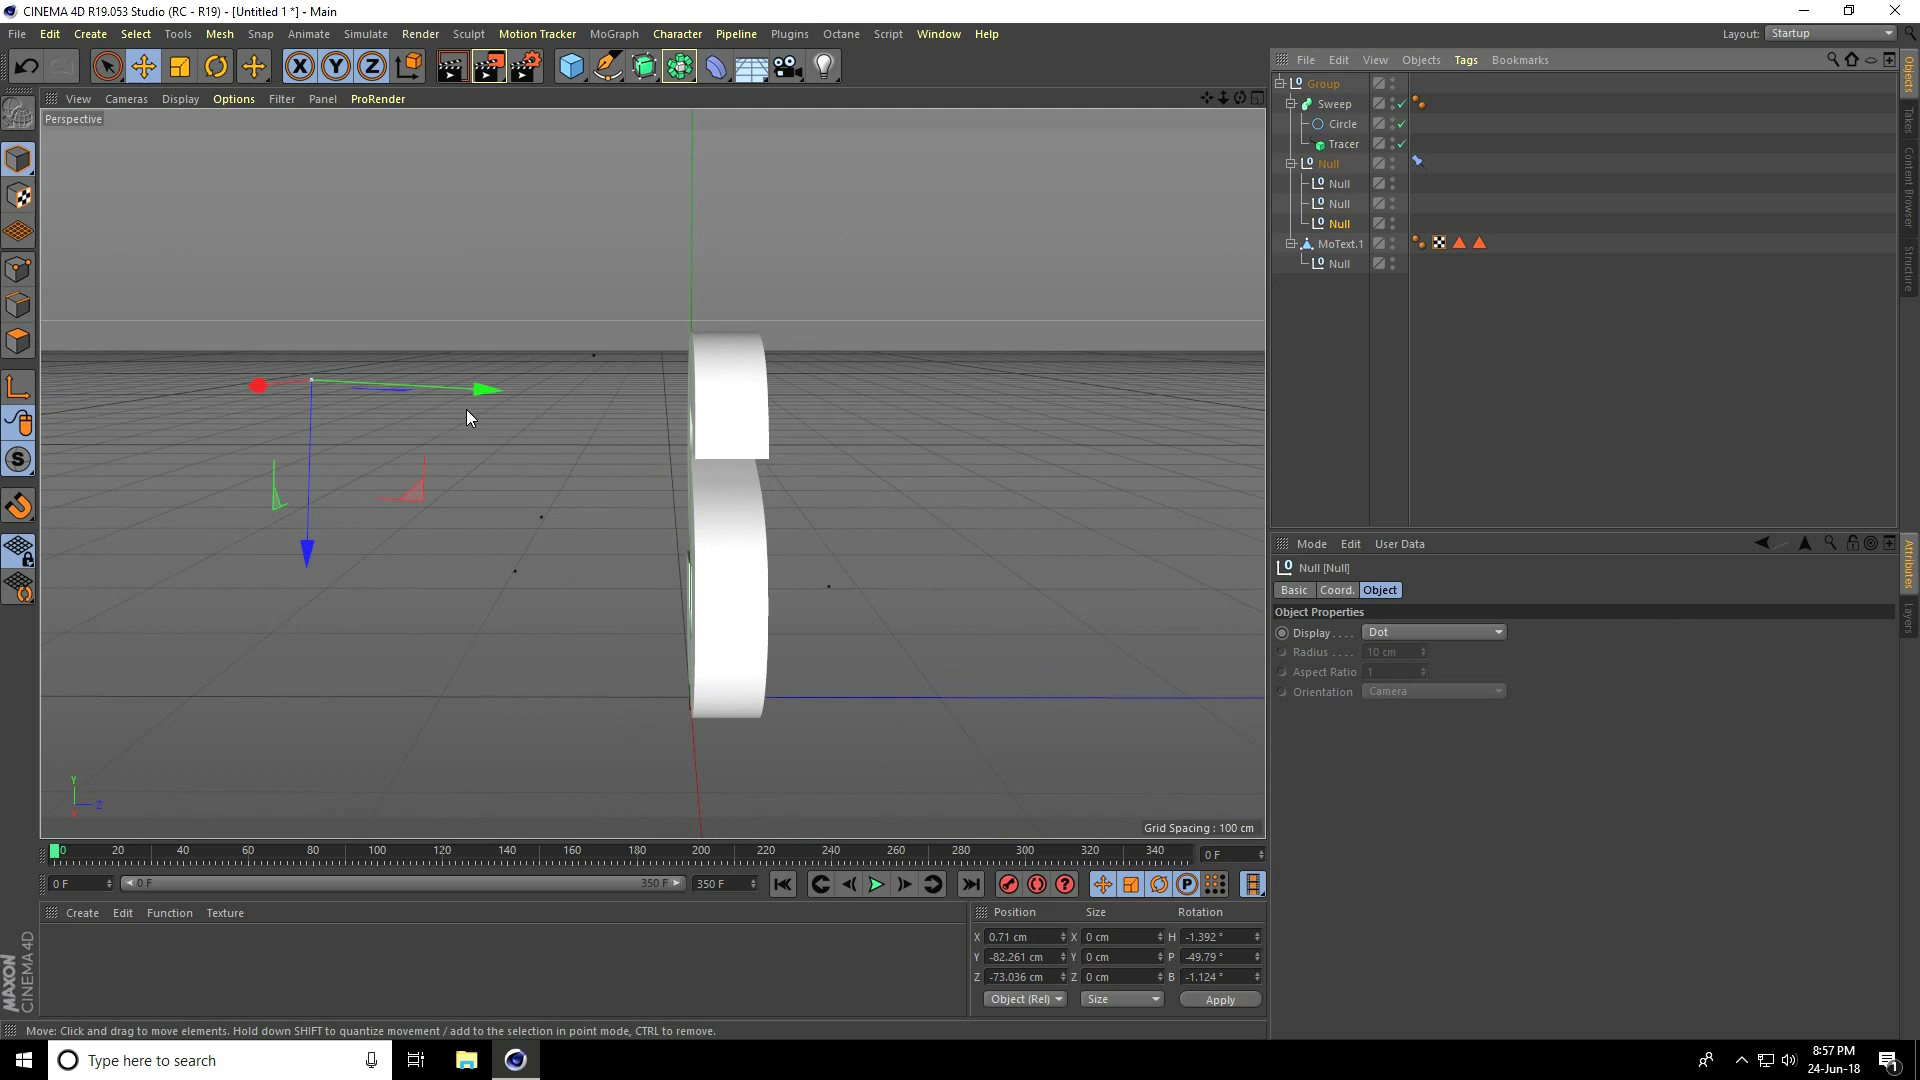 CINEMA 4D R19.053 Studio (RC - R19) - [Untitled 1 *] - Main
File Edit Create Select Tools Mesh Snap Animate Simulate Render Sculpt Motion Tracker MoGraph Character Pipeline Plugins Octane Script Window Help
Layout: Startup
File Edit View Objects Tags Bookmarks
View Cameras Display Options Filter Panel ProRender
Perspective
Group
Sweep
Circle
Tracer
Null
Null
Null
Null
MoText.1
Null
Objects
Takes
Content Browser
Structure
Mode Edit User Data
Null [Null]
Basic Coord. Object
Object Properties
Display . . . . Dot
Radius . . . . 10 cm
Aspect Ratio 1
Orientation Camera
Attributes
Layers
Y
Z
X
Grid Spacing : 100 cm
0 20 40 60 80 100 120 140 160 180 200 220 240 260 280 300 320 340 0 F
0 F 0 F 350 F 350 F
Create Edit Function Texture
Position Size Rotation
X 0.71 cm X 0 cm H -1.392 °
Y -82.261 cm Y 0 cm P -49.79 °
Z -73.036 cm Z 0 cm B -1.124 °
Object (Rel) Size Apply
MAXON CINEMA 4D
Move: Click and drag to move elements. Hold down SHIFT to quantize movement / add to the selection in point mode, CTRL to remove.
Type here to search
8:57 PM
24-Jun-18
1